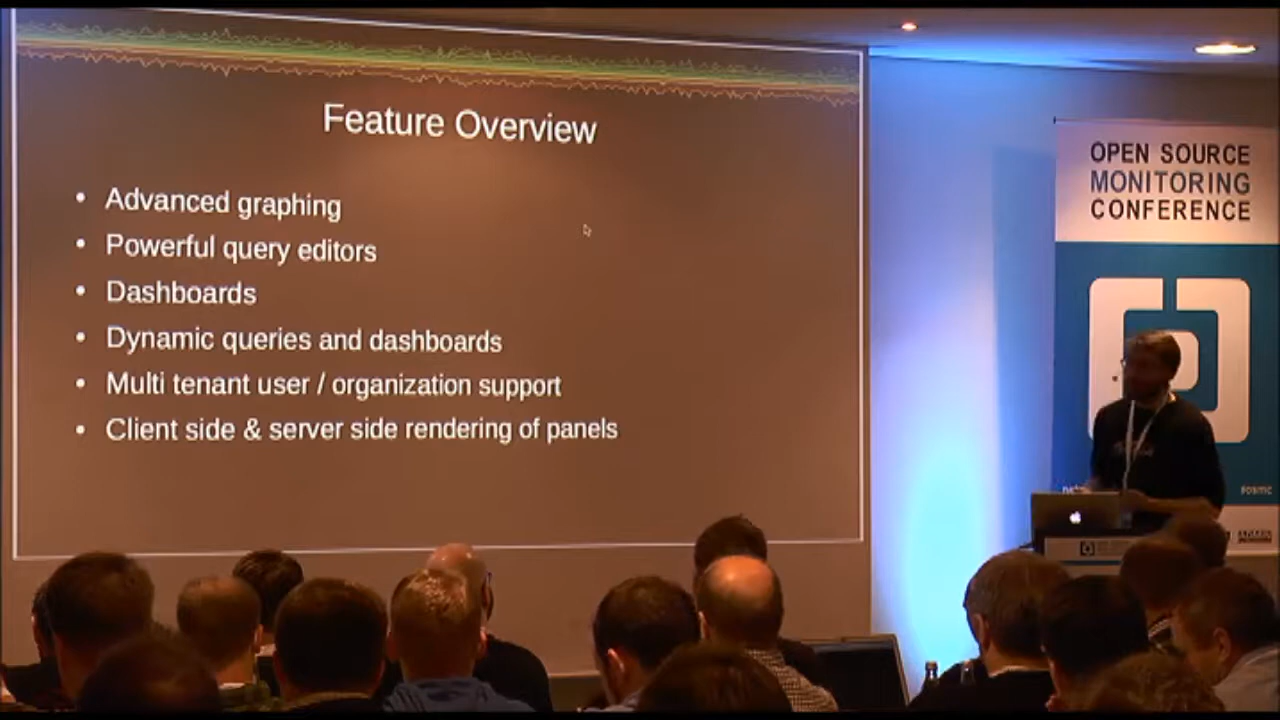 Feature Overview
• Advanced graphing
• Powerful query editors
• Dashboards
• Dynamic queries and dashboards
• Multi tenant user / organization support
• Client side & server side rendering of panels
OPEN SOURCE
MONITORING
CONFERENCE